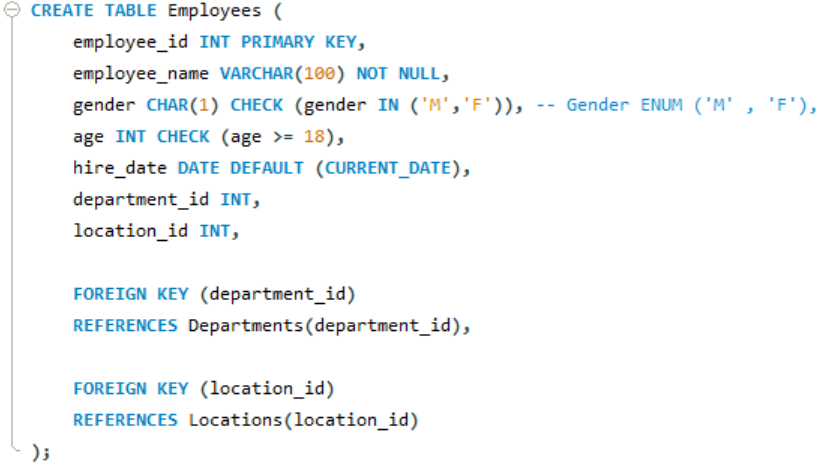 CREATE TABLE Employees (
employee_id INT PRIMARY KEY,
employee_name VARCHAR(100) NOT NULL,
gender CHAR(1) CHECK (gender IN ('M','F')), -- Gender ENUM ('M' , 'F'),
age INT CHECK (age >= 18),
hire_date DATE DEFAULT (CURRENT_DATE),
department_id INT,
location_id INT,
FOREIGN KEY (department_id)
REFERENCES Departments(department_id),
FOREIGN KEY (location_id)
REFERENCES Locations(location_id)
);